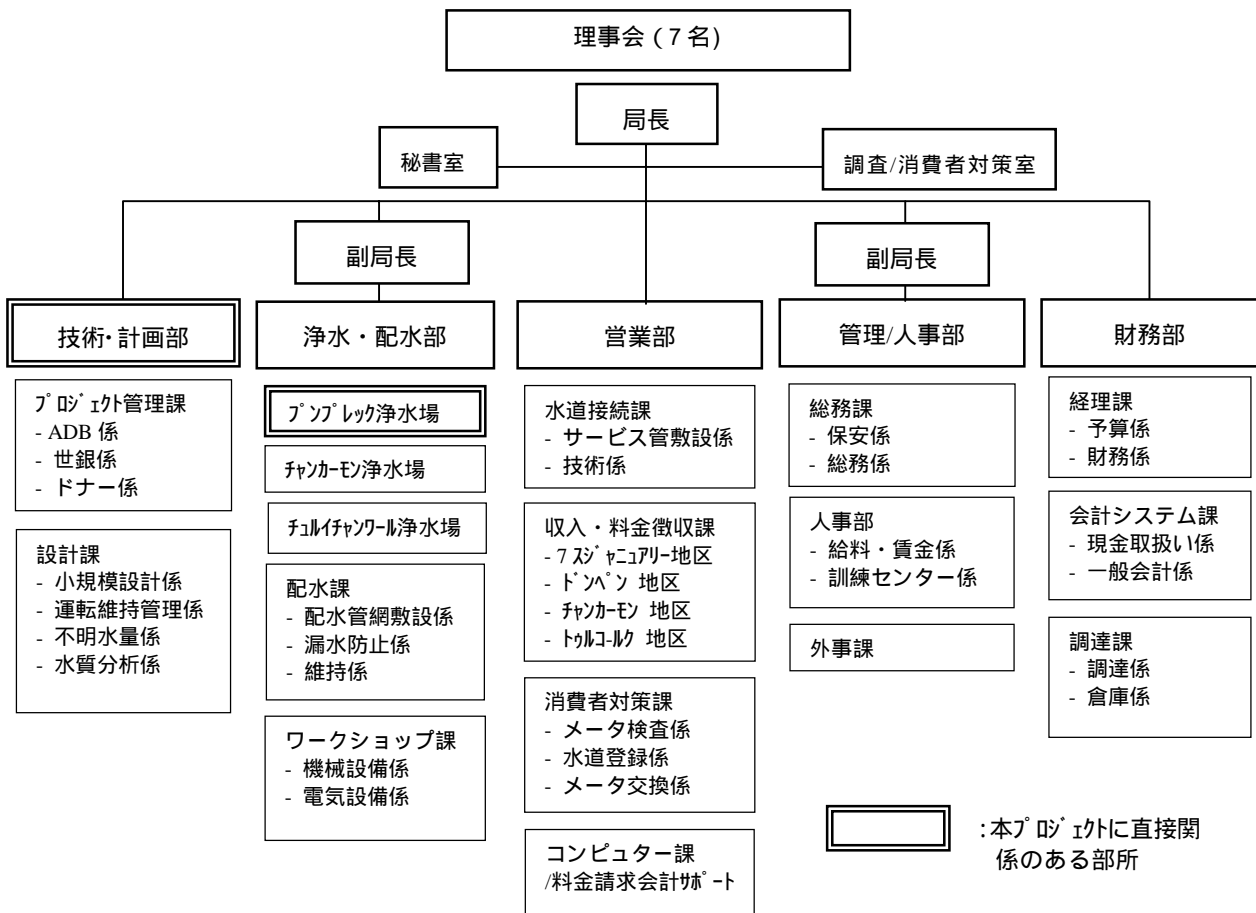 理事会 ( 7 名)
局長
秘書室
調査/消費者対策室
副局長
副局長
技術・計画部
浄水・配水部
営業部
管理/人事部
財務部
ﾌﾟﾛｼﾞｪｸﾄ管理課
- ADB 係
- 世銀係
- ドナー係
設計課
- 小規模設計係
- 運転維持管理係
- 不明水量係
- 水質分析係
ﾌﾟﾝﾌﾟﾚｯｸ浄水場
ﾁｬﾝｶｰﾓﾝ浄水場
ﾁｭﾙｲﾁｬﾝﾜｰﾙ浄水場
配水課
- 配水管網敷設係
- 漏水防止係
- 維持係
ワークショップ課
- 機械設備係
- 電気設備係
水道接続課
- サービス管敷設係
- 技術係
収入・料金徴収課
- 7 ｽｼﾞｬﾆｭｱﾘｰ地区
- ﾄﾞﾝﾍﾟﾝ 地区
- ﾁｬﾝｶｰﾓﾝ 地区
- ﾄｩﾙｺｰﾙｸ 地区
消費者対策課
- メータ検査係
- 水道登録係
- メータ交換係
コンピュター課
/料金請求会計ｻﾎﾟｰﾄ
総務課
- 保安係
- 総務係
人事部
- 給料・賃金係
- 訓練センター係
外事課
経理課
- 予算係
- 財務係
会計システム課
- 現金取扱い係
- 一般会計係
調達課
- 調達係
- 倉庫係
:本ﾌﾟﾛｼﾞｪｸﾄに直接関
係のある部所